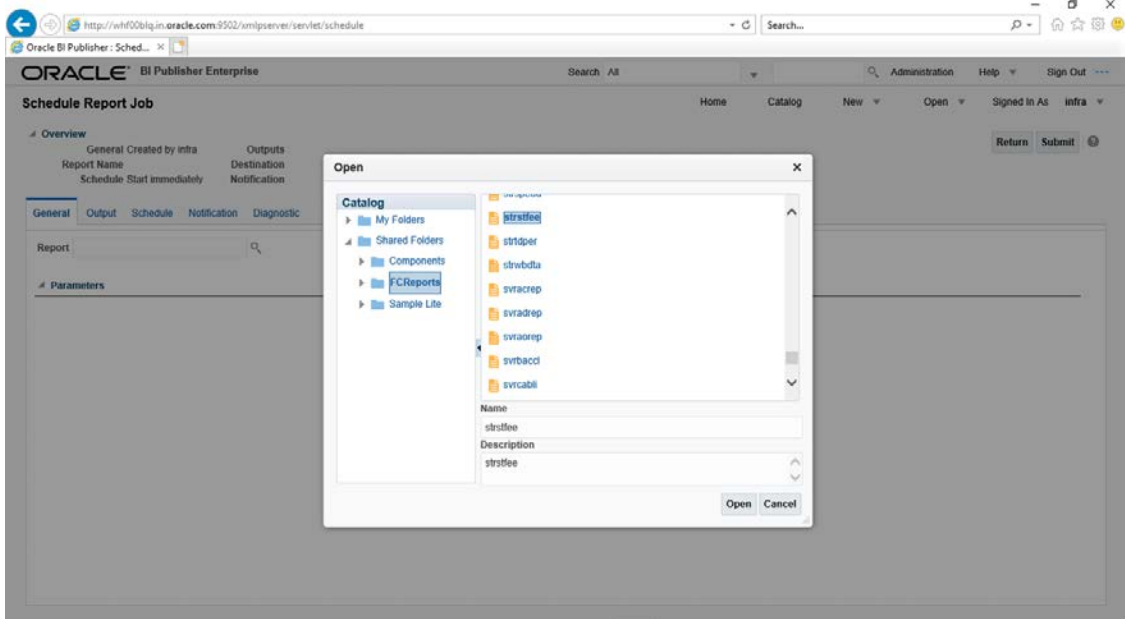 http://whf00blq.in.oracle.com:9502/xmlpserver/servlet/schedule
Search...
Oracle BI Publisher : Sched...
ORACLE BI Publisher Enterprise
Search All
Administration Help Sign Out
Schedule Report Job
Home Catalog New Open Signed In As infra
Overview
General Created by infra Outputs
Report Name Destination
Schedule Start immediately Notification
Return Submit
General Output Schedule Notification Diagnostic
Report
Parameters
Open
Catalog
My Folders
Shared Folders
Components
FCReports
Sample Lite
strstfee
strtdper
strwbdta
svracrep
svradrep
svraorep
svrbaccl
svrcabli
Name
strstfee
Description
strstfee
Open Cancel